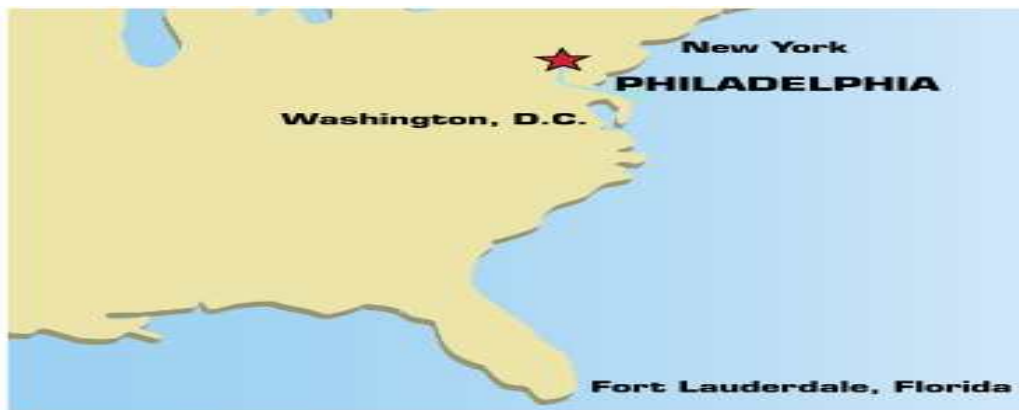 New York
PHILADELPHIA
Washington, D.C.
Fort Lauderdale, Florida